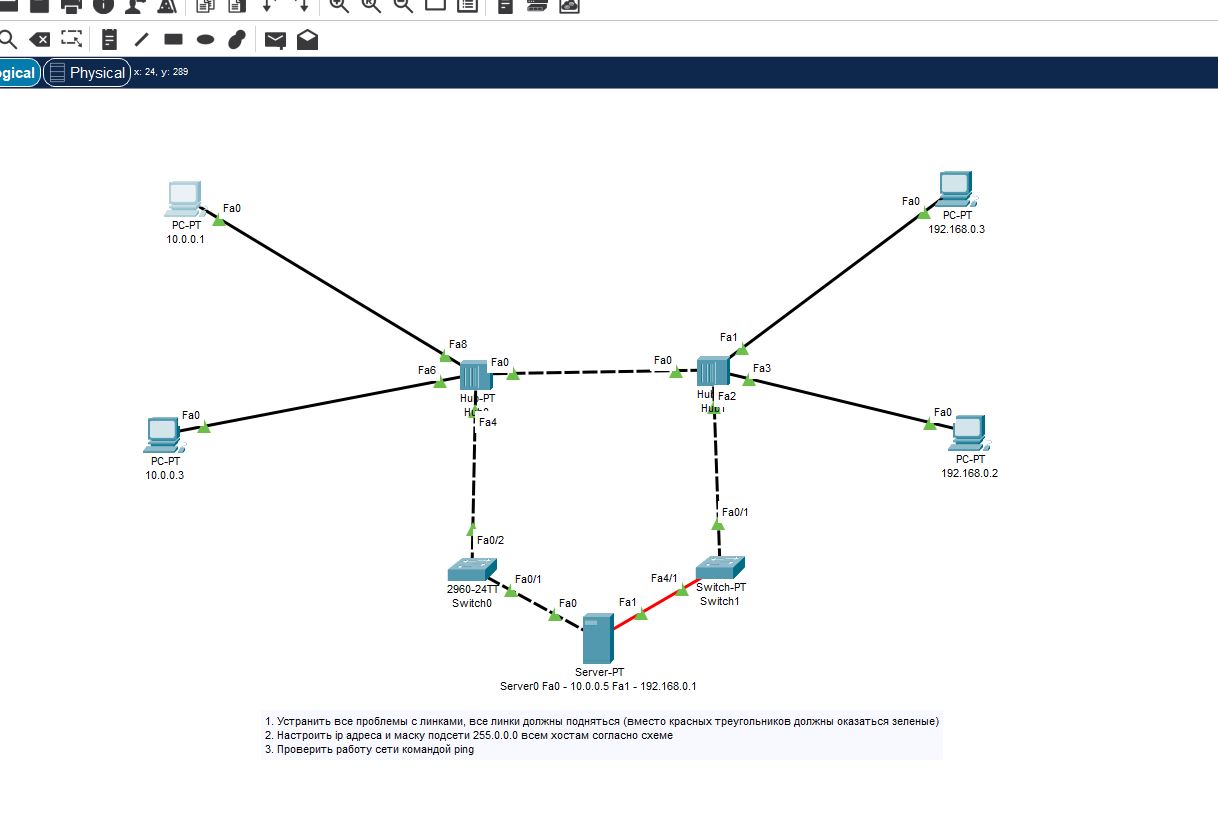 Physical
x: 24, y: 289
Fa0
PC-PT
10.0.0.1
Fa0
PC-PT
192.168.0.3
Fa8
Fa6
Fa0
Hub-PT
Fa4
Fa0
Fa1
Fa3
Fa2
Fa0
PC-PT
10.0.0.3
Fa0
PC-PT
192.168.0.2
Fa0/2
2960-24TT
Switch0
Fa0/1
Fa0
Fa0/1
Fa4/1
Switch-PT
Switch1
Fa1
Server-PT
Server0 Fa0 - 10.0.0.5 Fa1 - 192.168.0.1
1. Устранить все проблемы с линками, все линки должны подняться (вместо красных треугольников должны оказаться зеленые)
2. Настроить ip адреса и маску подсети 255.0.0.0 всем хостам согласно схеме
3. Проверить работу сети командой ping